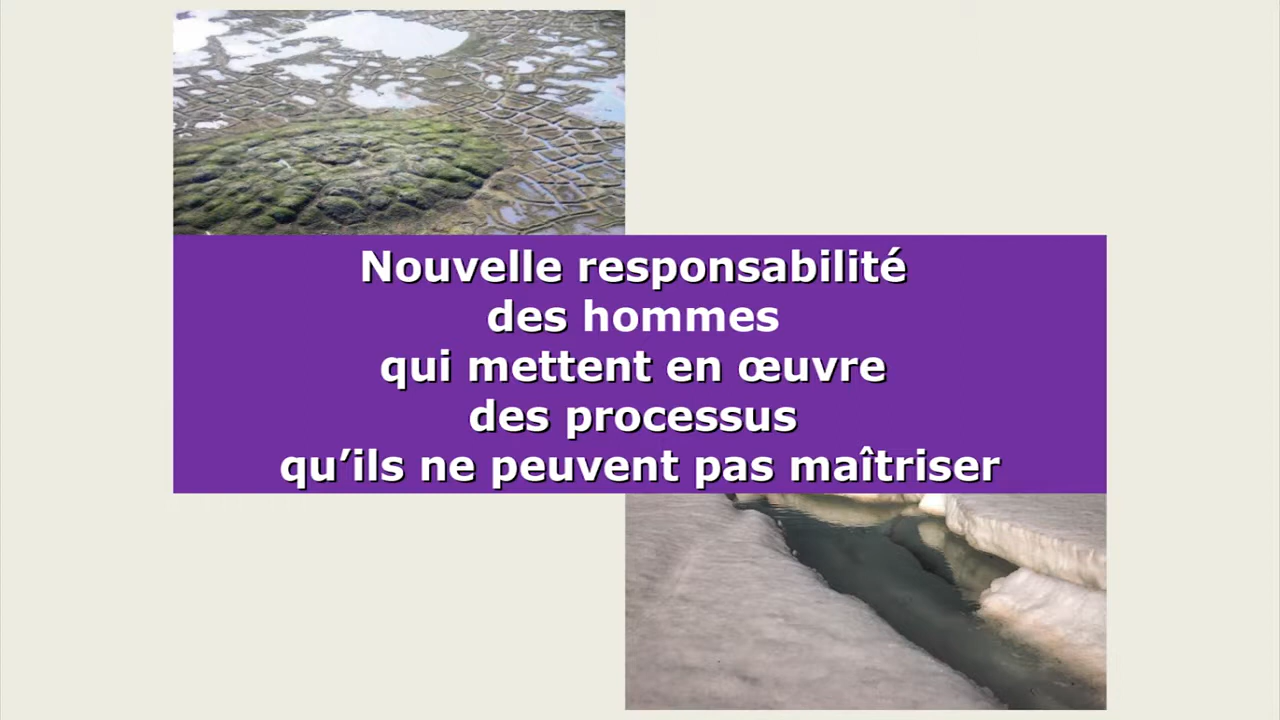 Nouvelle responsabilité
des hommes
qui mettent en œuvre
des processus
qu’ils ne peuvent pas maîtriser